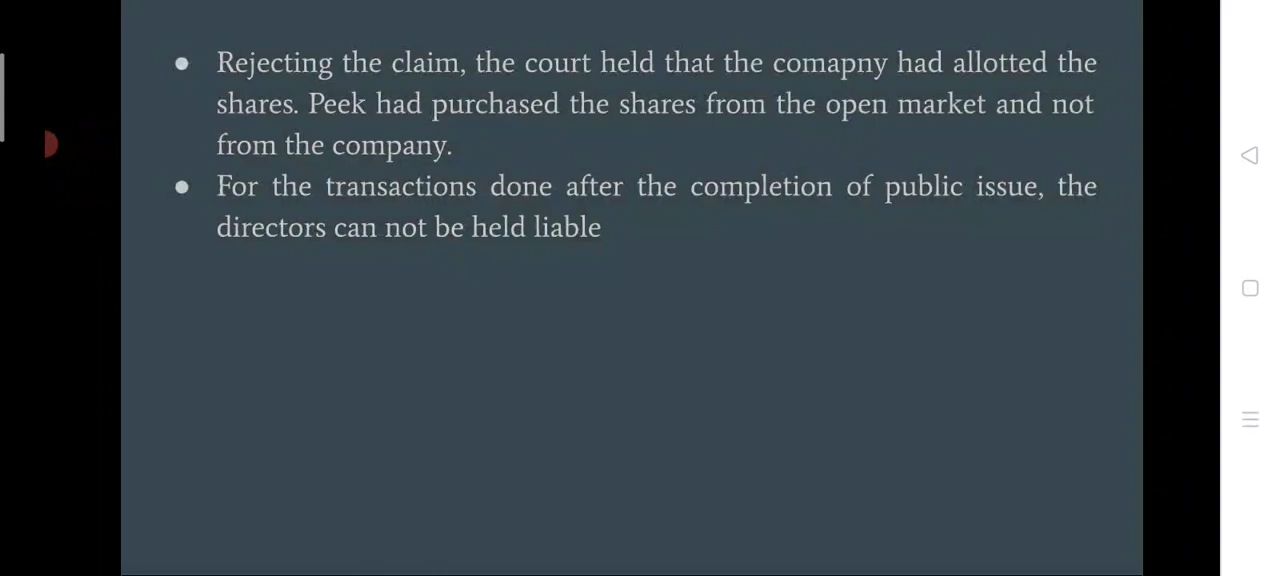 ● Rejecting the claim, the court held that the comapny had allotted the
shares. Peek had purchased the shares from the open market and not
from the company.
● For the transactions done after the completion of public issue, the
directors can not be held liable